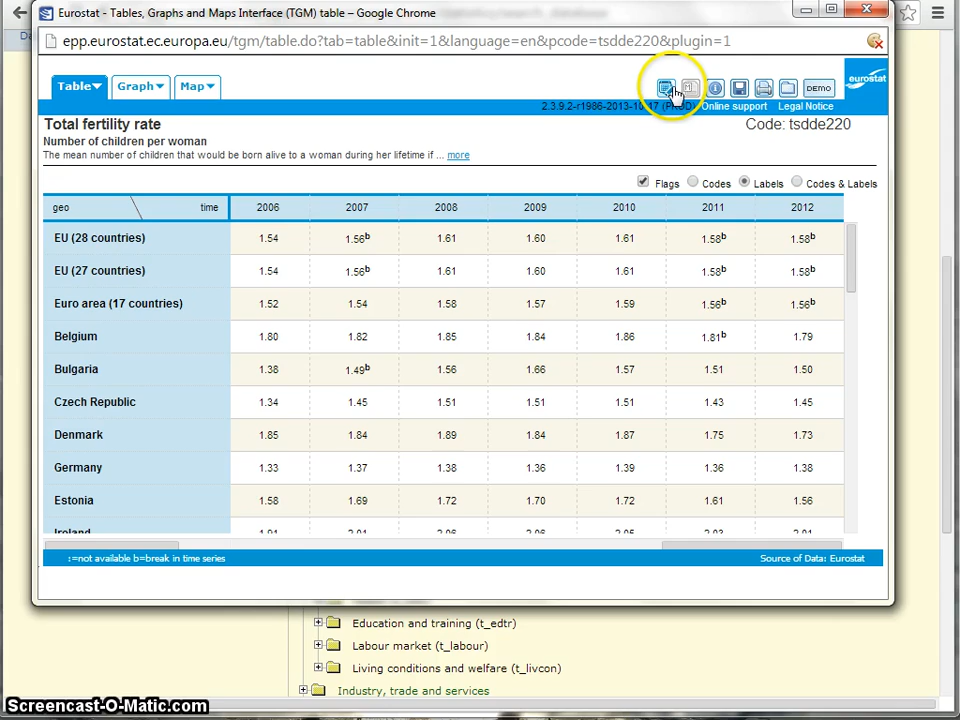 Eurostat - Tables, Graphs and Maps Interface (TGM) table – Google Chrome
epp.eurostat.ec.europa.eu/tgm/table.do?tab=table&init=1&language=en&pcode=tsdde220&plugin=1
Table Graph Map DEMO eurostat
2.3.9.2-r1986-2013-10-17 (PROD) Online support Legal Notice
Total fertility rate Code: tsdde220
Number of children per woman
The mean number of children that would be born alive to a woman during her lifetime if ... more
Flags Codes Labels Codes & Labels
geo time 2006 2007 2008 2009 2010 2011 2012
EU (28 countries) 1.54 1.56b 1.61 1.60 1.61 1.58b 1.58b
EU (27 countries) 1.54 1.56b 1.61 1.60 1.61 1.58b 1.58b
Euro area (17 countries) 1.52 1.54 1.58 1.57 1.59 1.56b 1.56b
Belgium 1.80 1.82 1.85 1.84 1.86 1.81b 1.79
Bulgaria 1.38 1.49b 1.56 1.66 1.57 1.51 1.50
Czech Republic 1.34 1.45 1.51 1.51 1.51 1.43 1.45
Denmark 1.85 1.84 1.89 1.84 1.87 1.75 1.73
Germany 1.33 1.37 1.38 1.36 1.39 1.36 1.38
Estonia 1.58 1.69 1.72 1.70 1.72 1.61 1.56
Ireland
:=not available b=break in time series Source of Data: Eurostat
Education and training (t_edtr)
Labour market (t_labour)
Living conditions and welfare (t_livcon)
Industry, trade and services
Screencast-O-Matic.com